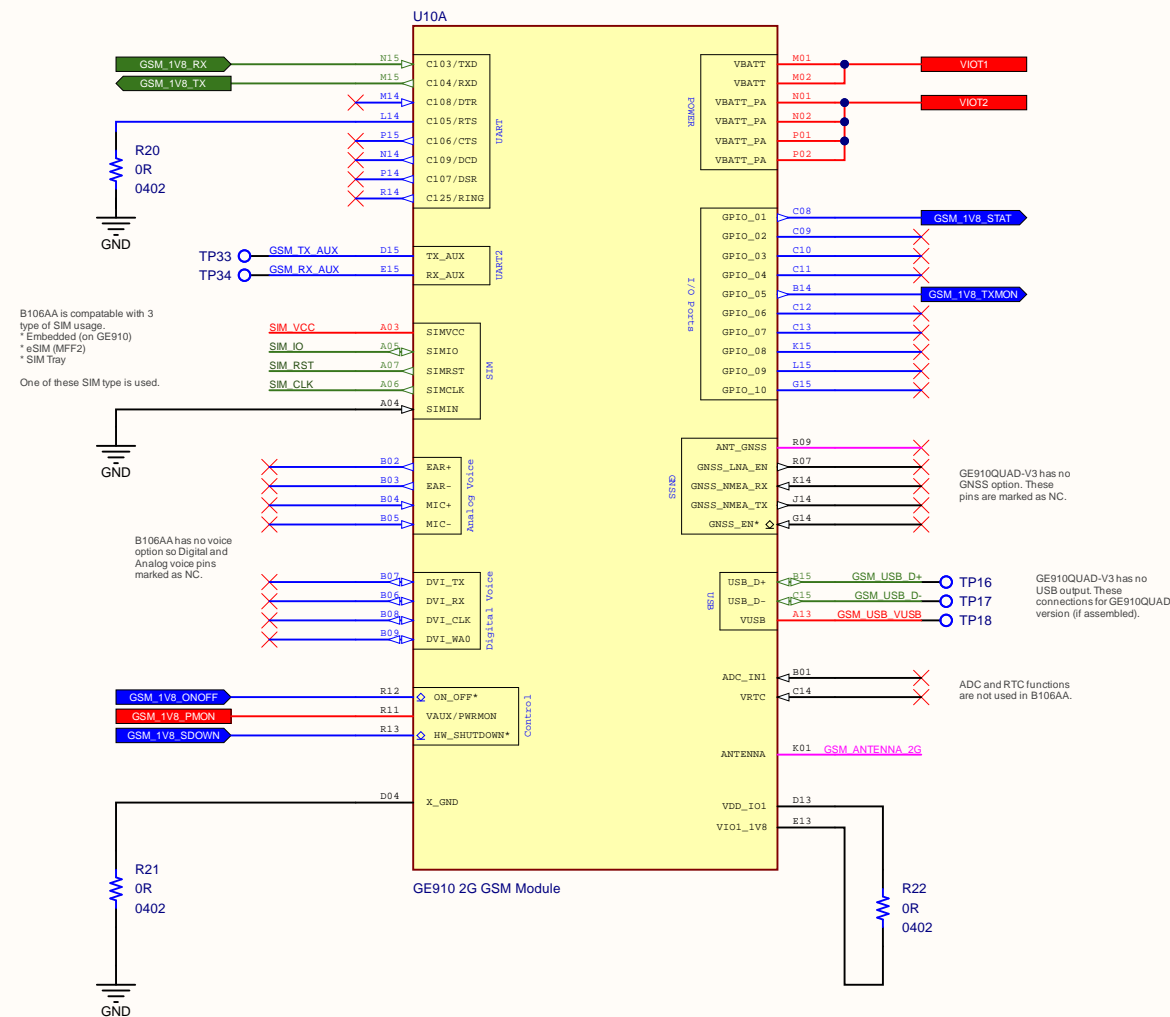 U10A
GSM_1V8_RX N15 C103/TXD
GSM_1V8_TX M15 C104/RXD
M14 C108/DTR
L14 C105/RTS
P15 C106/CTS
N14 C109/DCD
P14 C107/DSR
R14 C125/RING
UART
R20
0R
0402
GND
TP33 GSM_TX_AUX D15 TX_AUX
TP34 GSM_RX_AUX E15 RX_AUX
UART2
B106AA is compatable with 3
type of SIM usage.
* Embedded (on GE910)
* eSIM (MFF2)
* SIM Tray
One of these SIM type is used.
SIM_VCC A03 SIMVCC
SIM_IO A05 SIMIO
SIM_RST A07 SIMRST
SIM_CLK A06 SIMCLK
A04 SIMIN
SIM
GND
B02 EAR+
B03 EAR-
B04 MIC+
B05 MIC-
Analog Voice
B106AA has no voice
option so Digital and
Analog voice pins
marked as NC.
B07 DVI_TX
B06 DVI_RX
B08 DVI_CLK
B09 DVI_WA0
Digital Voice
GSM_1V8_ONOFF R12 ON_OFF*
GSM_1V8_PMON R11 VAUX/PWRMON
GSM_1V8_SDOWN R13 HW_SHUTDOWN*
Control
D04 X_GND
R21
0R
0402
GND
GE910 2G GSM Module
POWER
VBATT M01 VIOT1
VBATT M02
VBATT_PA N01 VIOT2
VBATT_PA N02
VBATT_PA P01
VBATT_PA P02
I/O Ports
GPIO_01 C08 GSM_1V8_STAT
GPIO_02 C09
GPIO_03 C10
GPIO_04 C11
GPIO_05 B14 GSM_1V8_TXMON
GPIO_06 C12
GPIO_07 C13
GPIO_08 K15
GPIO_09 L15
GPIO_10 G15
GNSS
ANT_GNSS R09
GNSS_LNA_EN R07
GNSS_NMEA_RX K14
GNSS_NMEA_TX J14
GNSS_EN* G14
GE910QUAD-V3 has no
GNSS option. These
pins are marked as NC.
USB
USB_D+ B15 GSM_USB_D+ TP16
USB_D- C15 GSM_USB_D- TP17
VUSB A13 GSM_USB_VUSB TP18
GE910QUAD-V3 has no
USB output. These
connections for GE910QUAD
version (if assembled).
ADC_IN1 B01
VRTC C14
ADC and RTC functions
are not used in B106AA.
ANTENNA K01 GSM_ANTENNA_2G
VDD_IO1 D13
VIO1_1V8 E13
R22
0R
0402